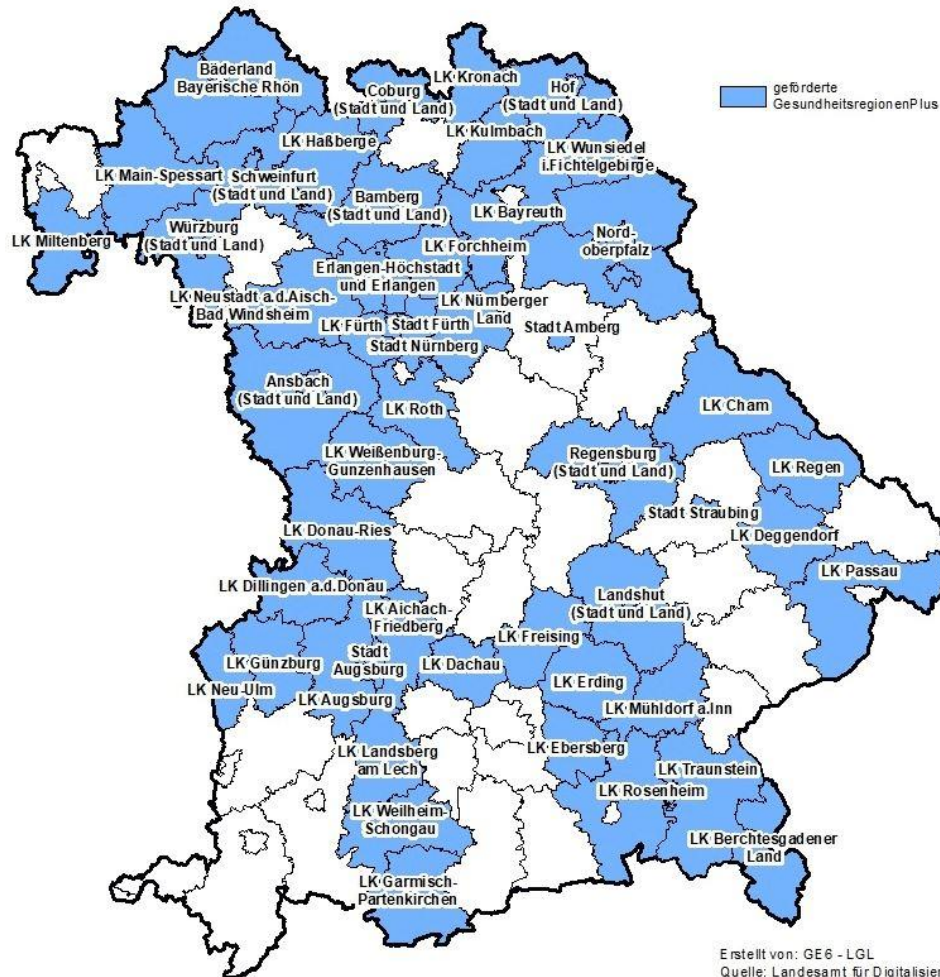 Bäderland
Bayerische Rhön
LK Kronach
Coburg
(Stadt und Land)
Hof
(Stadt und Land)
geförderte
GesundheitsregionenPlus
LK Haßberge
LK Kulmbach
LK Wunsiedel
i.Fichtelgebirge
LK Main-Spessart
Schweinfurt
(Stadt und Land)
Bamberg
(Stadt und Land)
LK Bayreuth
LK Miltenberg
Würzburg
(Stadt und Land)
LK Forchheim
Nord-
oberpfalz
Erlangen-Höchstadt
und Erlangen
LK Neustadt a.d.Aisch-
Bad Windsheim
LK Nürnberger
Land
LK Fürth
Stadt Fürth
Stadt Amberg
Stadt Nürnberg
Ansbach
(Stadt und Land)
LK Roth
LK Cham
LK Weißenburg-
Gunzenhausen
Regensburg
(Stadt und Land)
LK Regen
Stadt Straubing
LK Donau-Ries
LK Deggendorf
LK Passau
LK Dillingen a.d.Donau
LK Aichach-
Friedberg
Landshut
(Stadt und Land)
LK Freising
LK Günzburg
Stadt
Augsburg
LK Dachau
LK Neu-Ulm
LK Augsburg
LK Erding
LK Mühldorf a.Inn
LK Landsberg
am Lech
LK Ebersberg
LK Traunstein
LK Rosenheim
LK Weilheim-
Schongau
LK Berchtesgadener
Land
LK Garmisch-
Partenkirchen
Erstellt von: GE6 - LGL
Quelle: Landesamt für Digitalisier